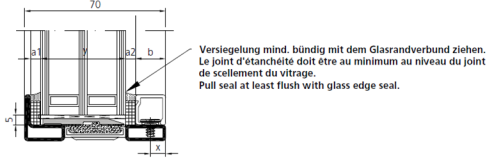 70
a1 y a2 b
Versiegelung mind. bündig mit dem Glasrandverbund ziehen.
Le joint d'étanchéité doit être au minimum au niveau du joint
de scellement du vitrage.
Pull seal at least flush with glass edge seal.
5
x